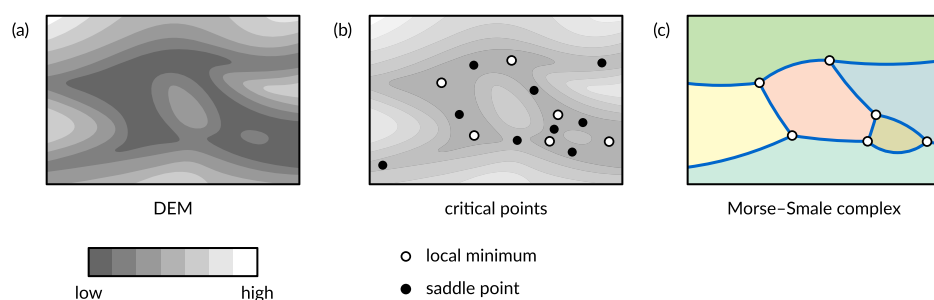 (a)
(b)
(c)
DEM
critical points
Morse–Smale complex
low
high
local minimum
saddle point